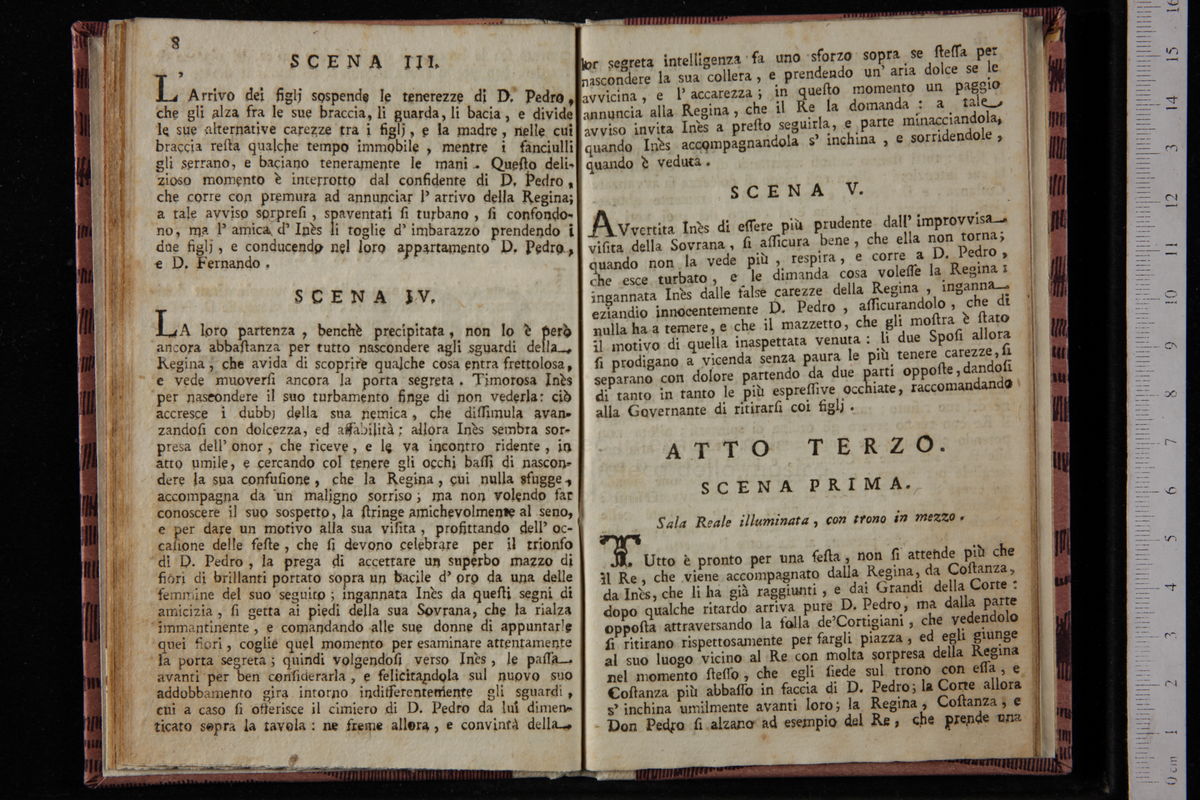 8
SCENA III.
L' Arrivo dei figlj sospende le tenerezze di D. Pedro,
che gli alza fra le sue braccia, li guarda, li bacia, e divide
le sue alternative carezze tra i figlj, e la madre, nelle cui
braccia reſta qualche tempo immobile, mentre i fanciulli
gli serrano, e baciano teneramente le mani. Queſto deli-
zioso momento è interrotto dal confidente di D. Pedro,
che corre con premura ad annunciar l' arrivo della Regina;
a tale avviso sorpreſi, spaventati ſi turbano, ſi confondo-
no, ma l' amica d' Inès li toglie d' imbarazzo prendendo i
due figlj, e conducendo nel loro appartamento D. Pedro,
e D. Fernando.
SCENA IV.
LA loro partenza, benchè precipitata, non lo è però
ancora abbaſtanza per tutto nascondere agli sguardi della
Regina, che avida di scoprire qualche cosa entra frettolosa,
e vede muoverſi ancora la porta segreta. Timorosa Inès
per nascondere il suo turbamento finge di non vederla: ciò
accresce i dubbj della sua nemica, che diſſimula avan-
zandoſi con dolcezza, ed affabilità: allora Inès sembra sor-
presa dell' onor, che riceve, e le va incontro ridente, in
atto umile, e cercando col tenere gli occhi baſſi di nascon-
dere la sua confuſione, che la Regina, cui nulla sfugge,
accompagna da un maligno sorriso; ma non volendo far
conoscere il suo sospetto, la ſtringe amichevolmente al seno,
e per dare un motivo alla sua viſita, profittando dell' oc-
caſione delle feſte, che ſi devono celebrare per il trionfo
di D. Pedro, la prega di accettare un superbo mazzo di
fiori di brillanti portato sopra un bacile d' oro da una delle
femmine del suo seguito; ingannata Inès da queſti segni di
amicizia, ſi getta ai piedi della sua Sovrana, che la rialza
immantinente, e comandando alle sue donne di appuntarle
quei fiori, coglie quel momento per esaminare attentamente
la porta segreta; quindi volgendoſi verso Inès, le paſſa
avanti per ben conſiderarla, e felicitandola sul nuovo suo
addobbamento gira intorno indifferentemente gli sguardi,
cui a caso ſi offerisce il cimiero di D. Pedro da lui dimen-
ticato sopra la tavola: ne freme allora, e convinta della
lor segreta intelligenza fa uno sforzo sopra se ſteſſa per
nascondere la sua collera, e prendendo un' aria dolce se le
avvicina, e l' accarezza; in queſto momento un paggio
annuncia alla Regina, che il Re la domanda: a tale
avviso invita Inès a preſto seguirla, e parte minacciandola,
quando Inès accompagnandola s' inchina, e sorridendole,
quando è veduta.
SCENA V.
AVvertita Inès di eſſere più prudente dall' improvvisa
viſita della Sovrana, ſi aſſicura bene, che ella non torna;
quando non la vede più, respira, e corre a D. Pedro,
che esce turbato, e le dimanda cosa voleſſe la Regina:
ingannata Inès dalle false carezze della Regina, inganna
eziandio innocentemente D. Pedro, aſſicurandolo, che di
nulla ha a temere, e che il mazzetto, che gli moſtra è ſtato
il motivo di quella inaspettata venuta: li due Spoſi allora
ſi prodigano a vicenda senza paura le più tenere carezze, ſi
separano con dolore partendo da due parti oppoſte, dandoſi
di tanto in tanto le più espreſſive occhiate, raccomandando
alla Governante di ritirarſi coi figlj.
ATTO TERZO.
SCENA PRIMA.
Sala Reale illuminata, con trono in mezzo.
TUtto è pronto per una feſta, non ſi attende più che
il Re, che viene accompagnato dalla Regina, da Coſtanza,
da Inès, che li ha già raggiunti, e dai Grandi della Corte:
dopo qualche ritardo arriva pure D. Pedro, ma dalla parte
oppoſta attraversando la folla de'Cortigiani, che vedendolo
ſi ritirano rispettosamente per fargli piazza, ed egli giunge
al suo luogo vicino al Re con molta sorpresa della Regina
nel momento ſteſſo, che egli ſiede sul trono con eſſa, e
Coſtanza più abbaſſo in faccia di D. Pedro; la Corte allora
s' inchina umilmente avanti loro; la Regina, Coſtanza, e
Don Pedro ſi alzano ad esempio del Re, che prende una